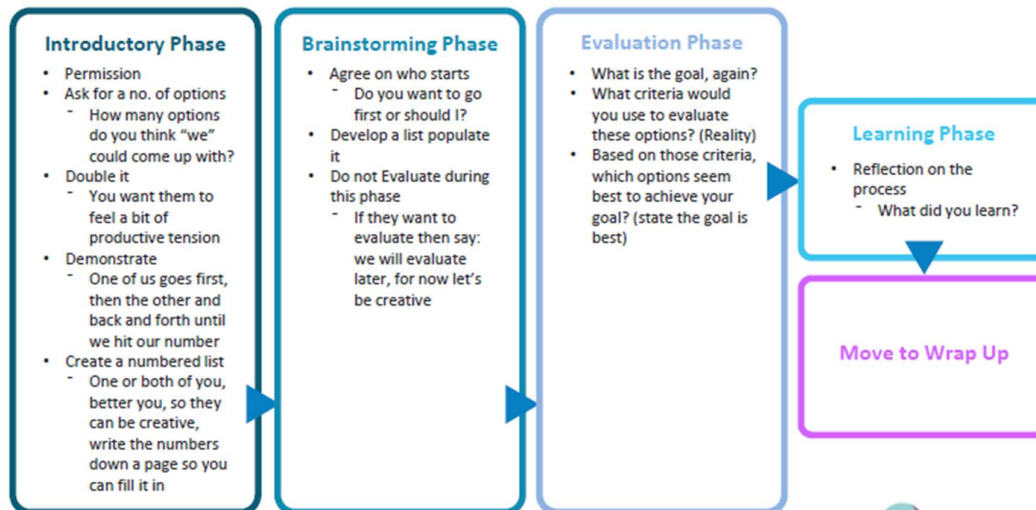 Introductory Phase
• Permission
• Ask for a no. of options
- How many options
do you think “we”
could come up with?
• Double it
- You want them to
feel a bit of
productive tension
• Demonstrate
- One of us goes first,
then the other and
back and forth until
we hit our number
• Create a numbered list
- One or both of you,
better you, so they
can be creative,
write the numbers
down a page so you
can fill it in
Brainstorming Phase
• Agree on who starts
- Do you want to go
first or should I?
• Develop a list populate
it
• Do not Evaluate during
this phase
- If they want to
evaluate then say:
we will evaluate
later, for now let’s
be creative
Evaluation Phase
• What is the goal, again?
• What criteria would
you use to evaluate
these options? (Reality)
• Based on those criteria,
which options seem
best to achieve your
goal? (state the goal is
best)
Learning Phase
• Reflection on the
process
- What did you learn?
Move to Wrap Up